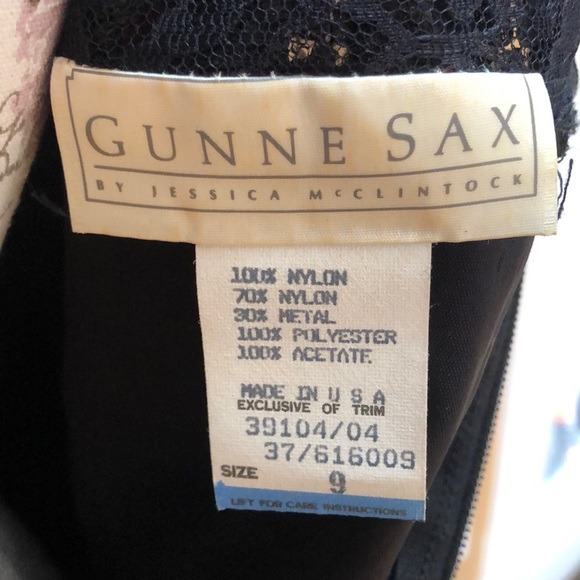 GUNNE SAX
BY JESSICA McCLINTOCK
100% NYLON
70% NYLON
30% METAL
100% POLYESTER
100% ACETATE
MADE IN U S A
EXCLUSIVE OF TRIM
39104/04
37/616009
SIZE 9
LIFT FOR CARE INSTRUCTIONS